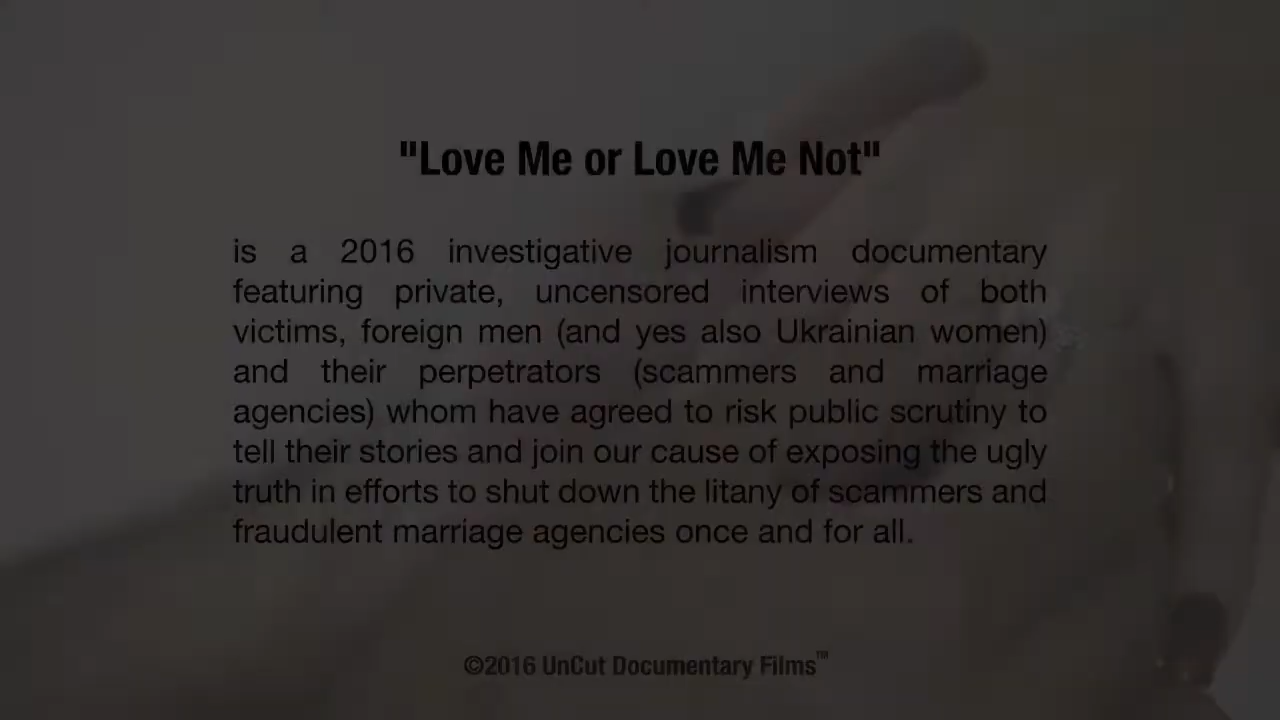 "Love Me or Love Me Not"
is a 2016 investigative journalism documentary
featuring private, uncensored interviews of both
victims, foreign men (and yes also Ukrainian women)
and their perpetrators (scammers and marriage
agencies) whom have agreed to risk public scrutiny to
tell their stories and join our cause of exposing the ugly
truth in efforts to shut down the litany of scammers and
fraudulent marriage agencies once and for all.
©2016 UnCut Documentary Films™